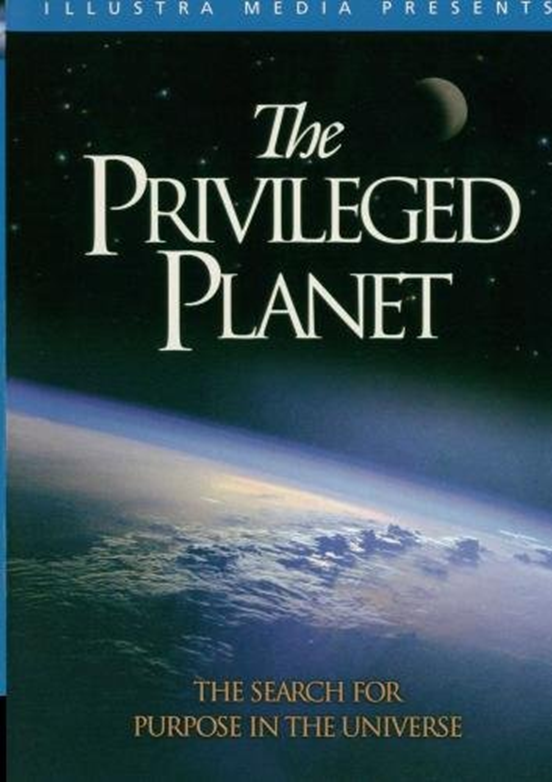 ILLUSTRA MEDIA PRESENTS
The
PRIVILEGED
PLANET
THE SEARCH FOR
PURPOSE IN THE UNIVERSE